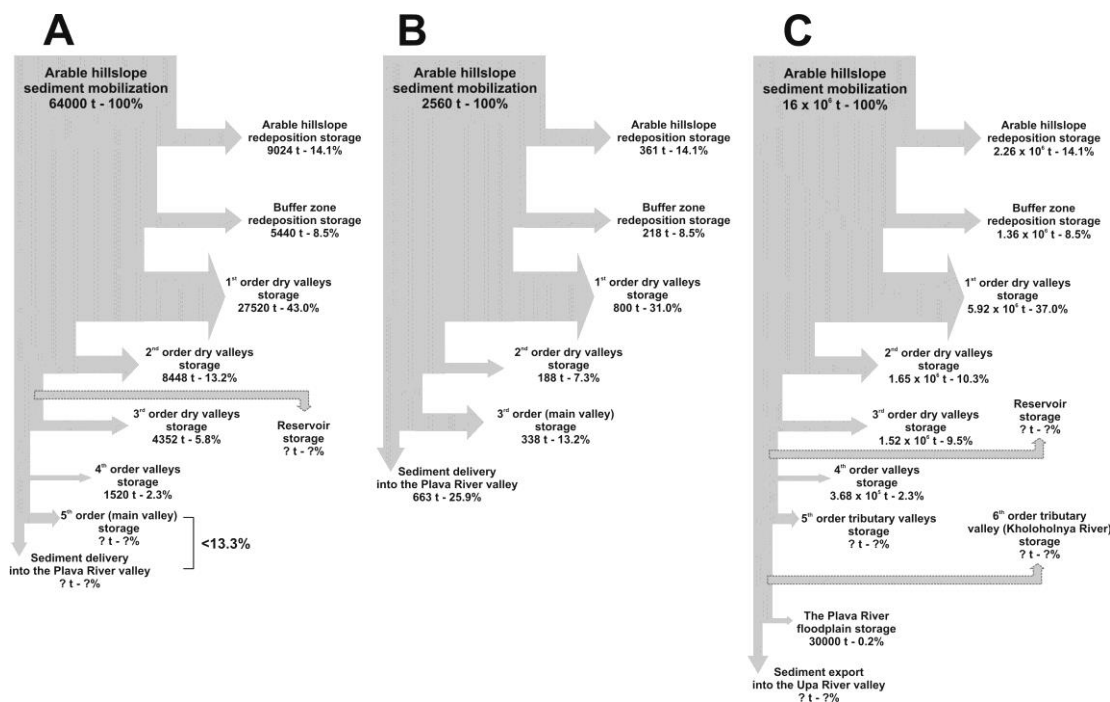 A
Arable hillslope
sediment mobilization
64000 t - 100%
Arable hillslope
redeposition storage
9024 t - 14.1%
Buffer zone
redeposition storage
5440 t - 8.5%
1st order dry valleys
storage
27520 t - 43.0%
2nd order dry valleys
storage
8448 t - 13.2%
3rd order dry valleys
storage
4352 t - 5.8%
Reservoir
storage
? t - ?%
4th order valleys
storage
1520 t - 2.3%
5th order (main valley)
storage
? t - ?%
<13.3%
Sediment delivery
into the Plava River valley
? t - ?%
B
Arable hillslope
sediment mobilization
2560 t - 100%
Arable hillslope
redeposition storage
361 t - 14.1%
Buffer zone
redeposition storage
218 t - 8.5%
1st order dry valleys
storage
800 t - 31.0%
2nd order dry valleys
storage
188 t - 7.3%
3rd order (main valley)
storage
338 t - 13.2%
Sediment delivery
into the Plava River valley
663 t - 25.9%
C
Arable hillslope
sediment mobilization
16 x 10⁶ t - 100%
Arable hillslope
redeposition storage
2.26 x 10⁶ t - 14.1%
Buffer zone
redeposition storage
1.36 x 10⁶ t - 8.5%
1st order dry valleys
storage
5.92 x 10⁶ t - 37.0%
2nd order dry valleys
storage
1.65 x 10⁶ t - 10.3%
3rd order dry valleys
storage
1.52 x 10⁶ t - 9.5%
Reservoir
storage
? t - ?%
4th order valleys
storage
3.68 x 10⁵ t - 2.3%
5th order tributary valleys
storage
? t - ?%
6th order tributary
valley (Kholoholnya River)
storage
? t - ?%
The Plava River
floodplain storage
30000 t - 0.2%
Sediment export
into the Upa River valley
? t - ?%